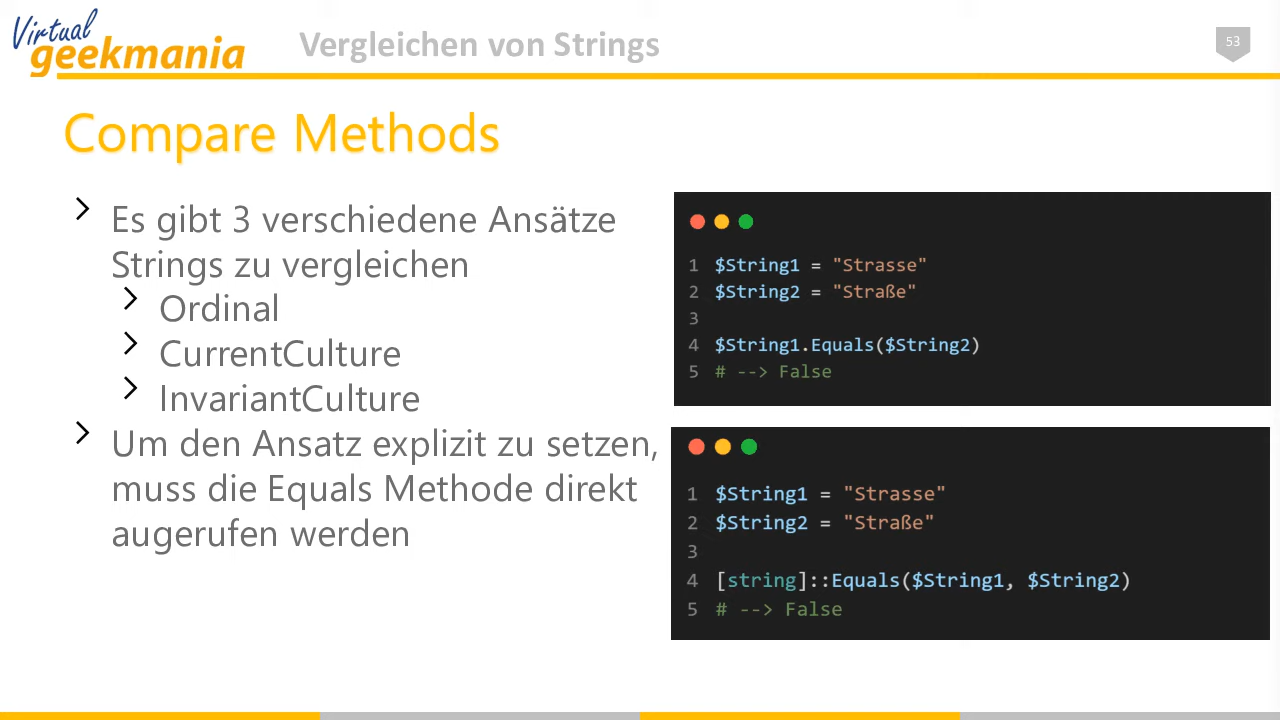 Virtual
geekmania
Vergleichen von Strings
53
Compare Methods
Es gibt 3 verschiedene Ansätze
Strings zu vergleichen
Ordinal
CurrentCulture
InvariantCulture
Um den Ansatz explizit zu setzen,
muss die Equals Methode direkt
augerufen werden
1 $String1 = "Strasse"
2 $String2 = "Straße"
3
4 $String1.Equals($String2)
5 # --> False
1 $String1 = "Strasse"
2 $String2 = "Straße"
3
4 [string]::Equals($String1, $String2)
5 # --> False